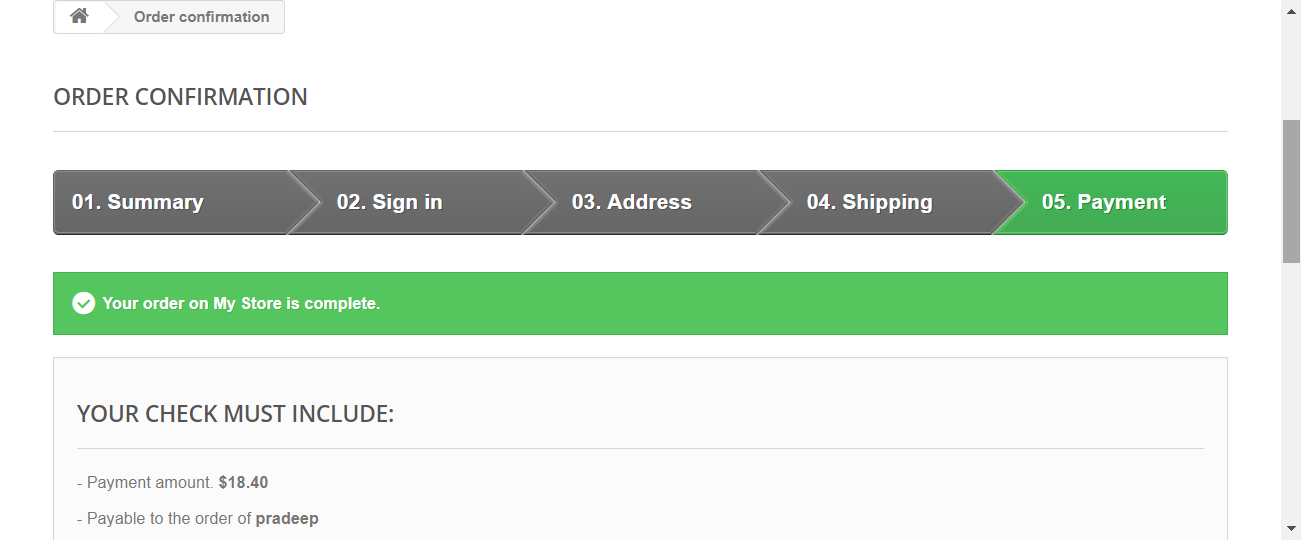 Order confirmation
ORDER CONFIRMATION
01. Summary 02. Sign in 03. Address 04. Shipping 05. Payment
Your order on My Store is complete.
YOUR CHECK MUST INCLUDE:
- Payment amount. $18.40
- Payable to the order of pradeep